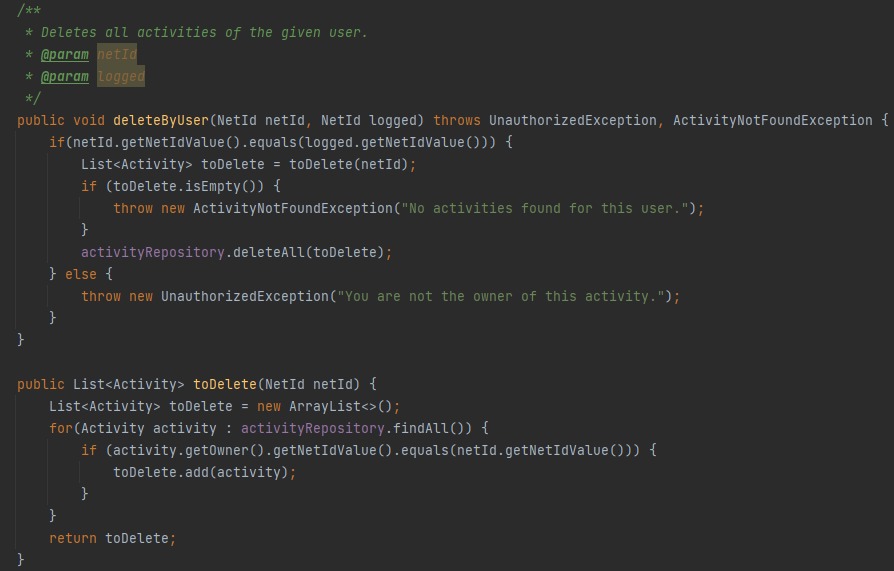 /**
 * Deletes all activities of the given user.
 * @param netId
 * @param logged
 */
public void deleteByUser(NetId netId, NetId logged) throws UnauthorizedException, ActivityNotFoundException {
    if(netId.getNetIdValue().equals(logged.getNetIdValue())) {
        List<Activity> toDelete = toDelete(netId);
        if (toDelete.isEmpty()) {
            throw new ActivityNotFoundException("No activities found for this user.");
        }
        activityRepository.deleteAll(toDelete);
    } else {
        throw new UnauthorizedException("You are not the owner of this activity.");
    }
}

public List<Activity> toDelete(NetId netId) {
    List<Activity> toDelete = new ArrayList<>();
    for(Activity activity : activityRepository.findAll()) {
        if (activity.getOwner().getNetIdValue().equals(netId.getNetIdValue())) {
            toDelete.add(activity);
        }
    }
    return toDelete;
}